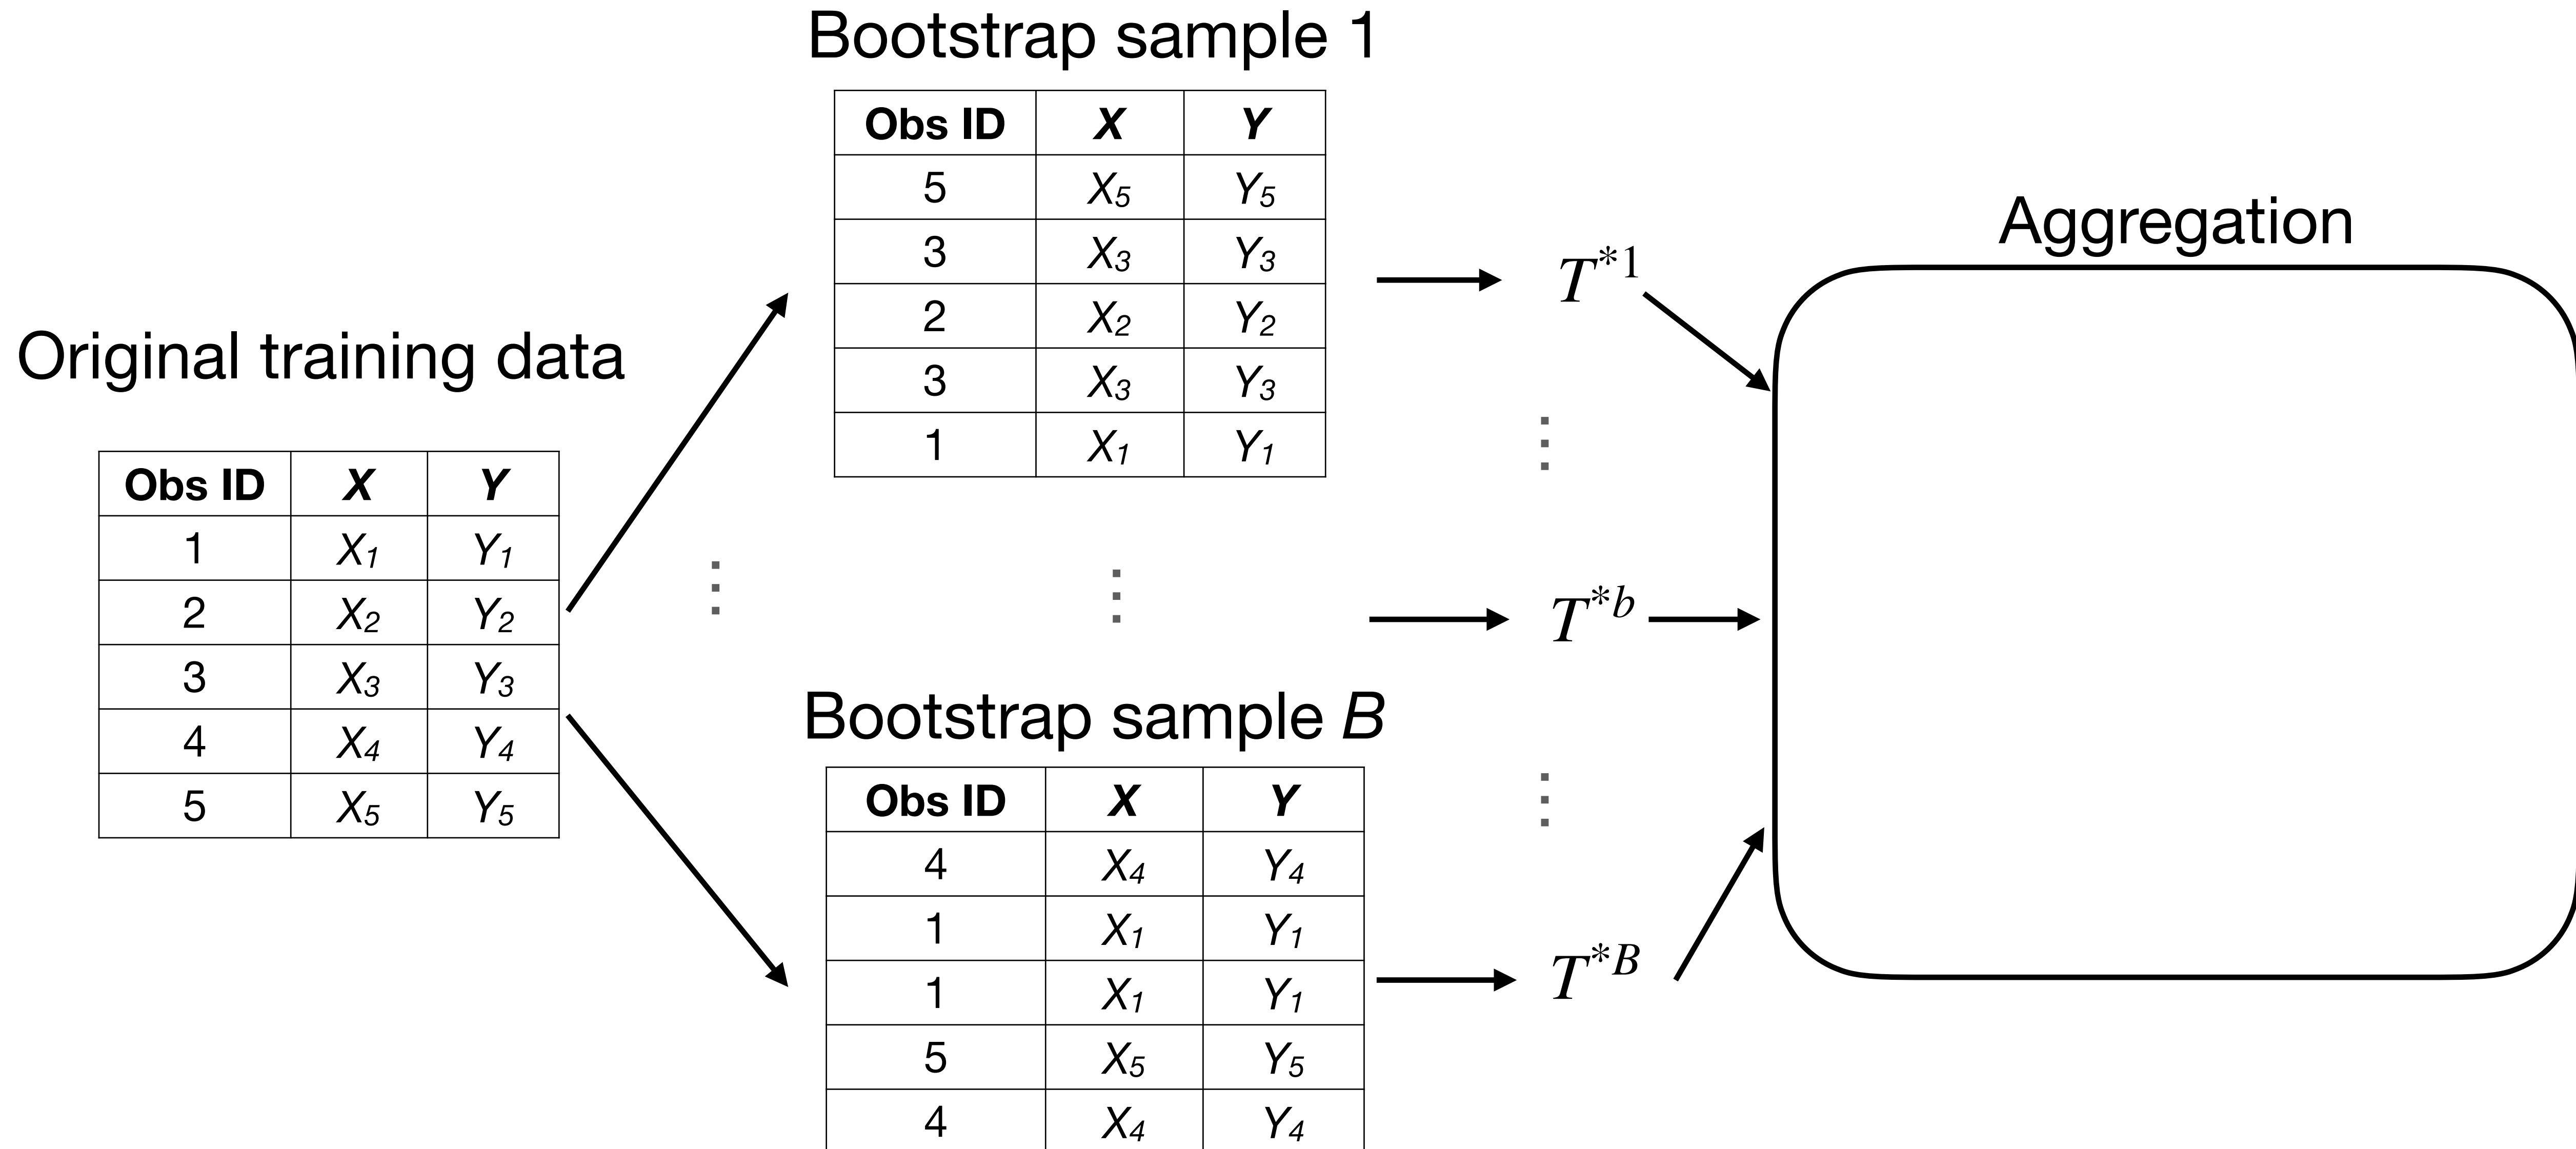 Original training data
Obs ID X Y
1 X1 Y1
2 X2 Y2
3 X3 Y3
4 X4 Y4
5 X5 Y5
Bootstrap sample 1
Obs ID X Y
5 X5 Y5
3 X3 Y3
2 X2 Y2
3 X3 Y3
1 X1 Y1
Bootstrap sample B
Obs ID X Y
4 X4 Y4
1 X1 Y1
1 X1 Y1
5 X5 Y5
4 X4 Y4
T*1
T*b
T*B
Aggregation